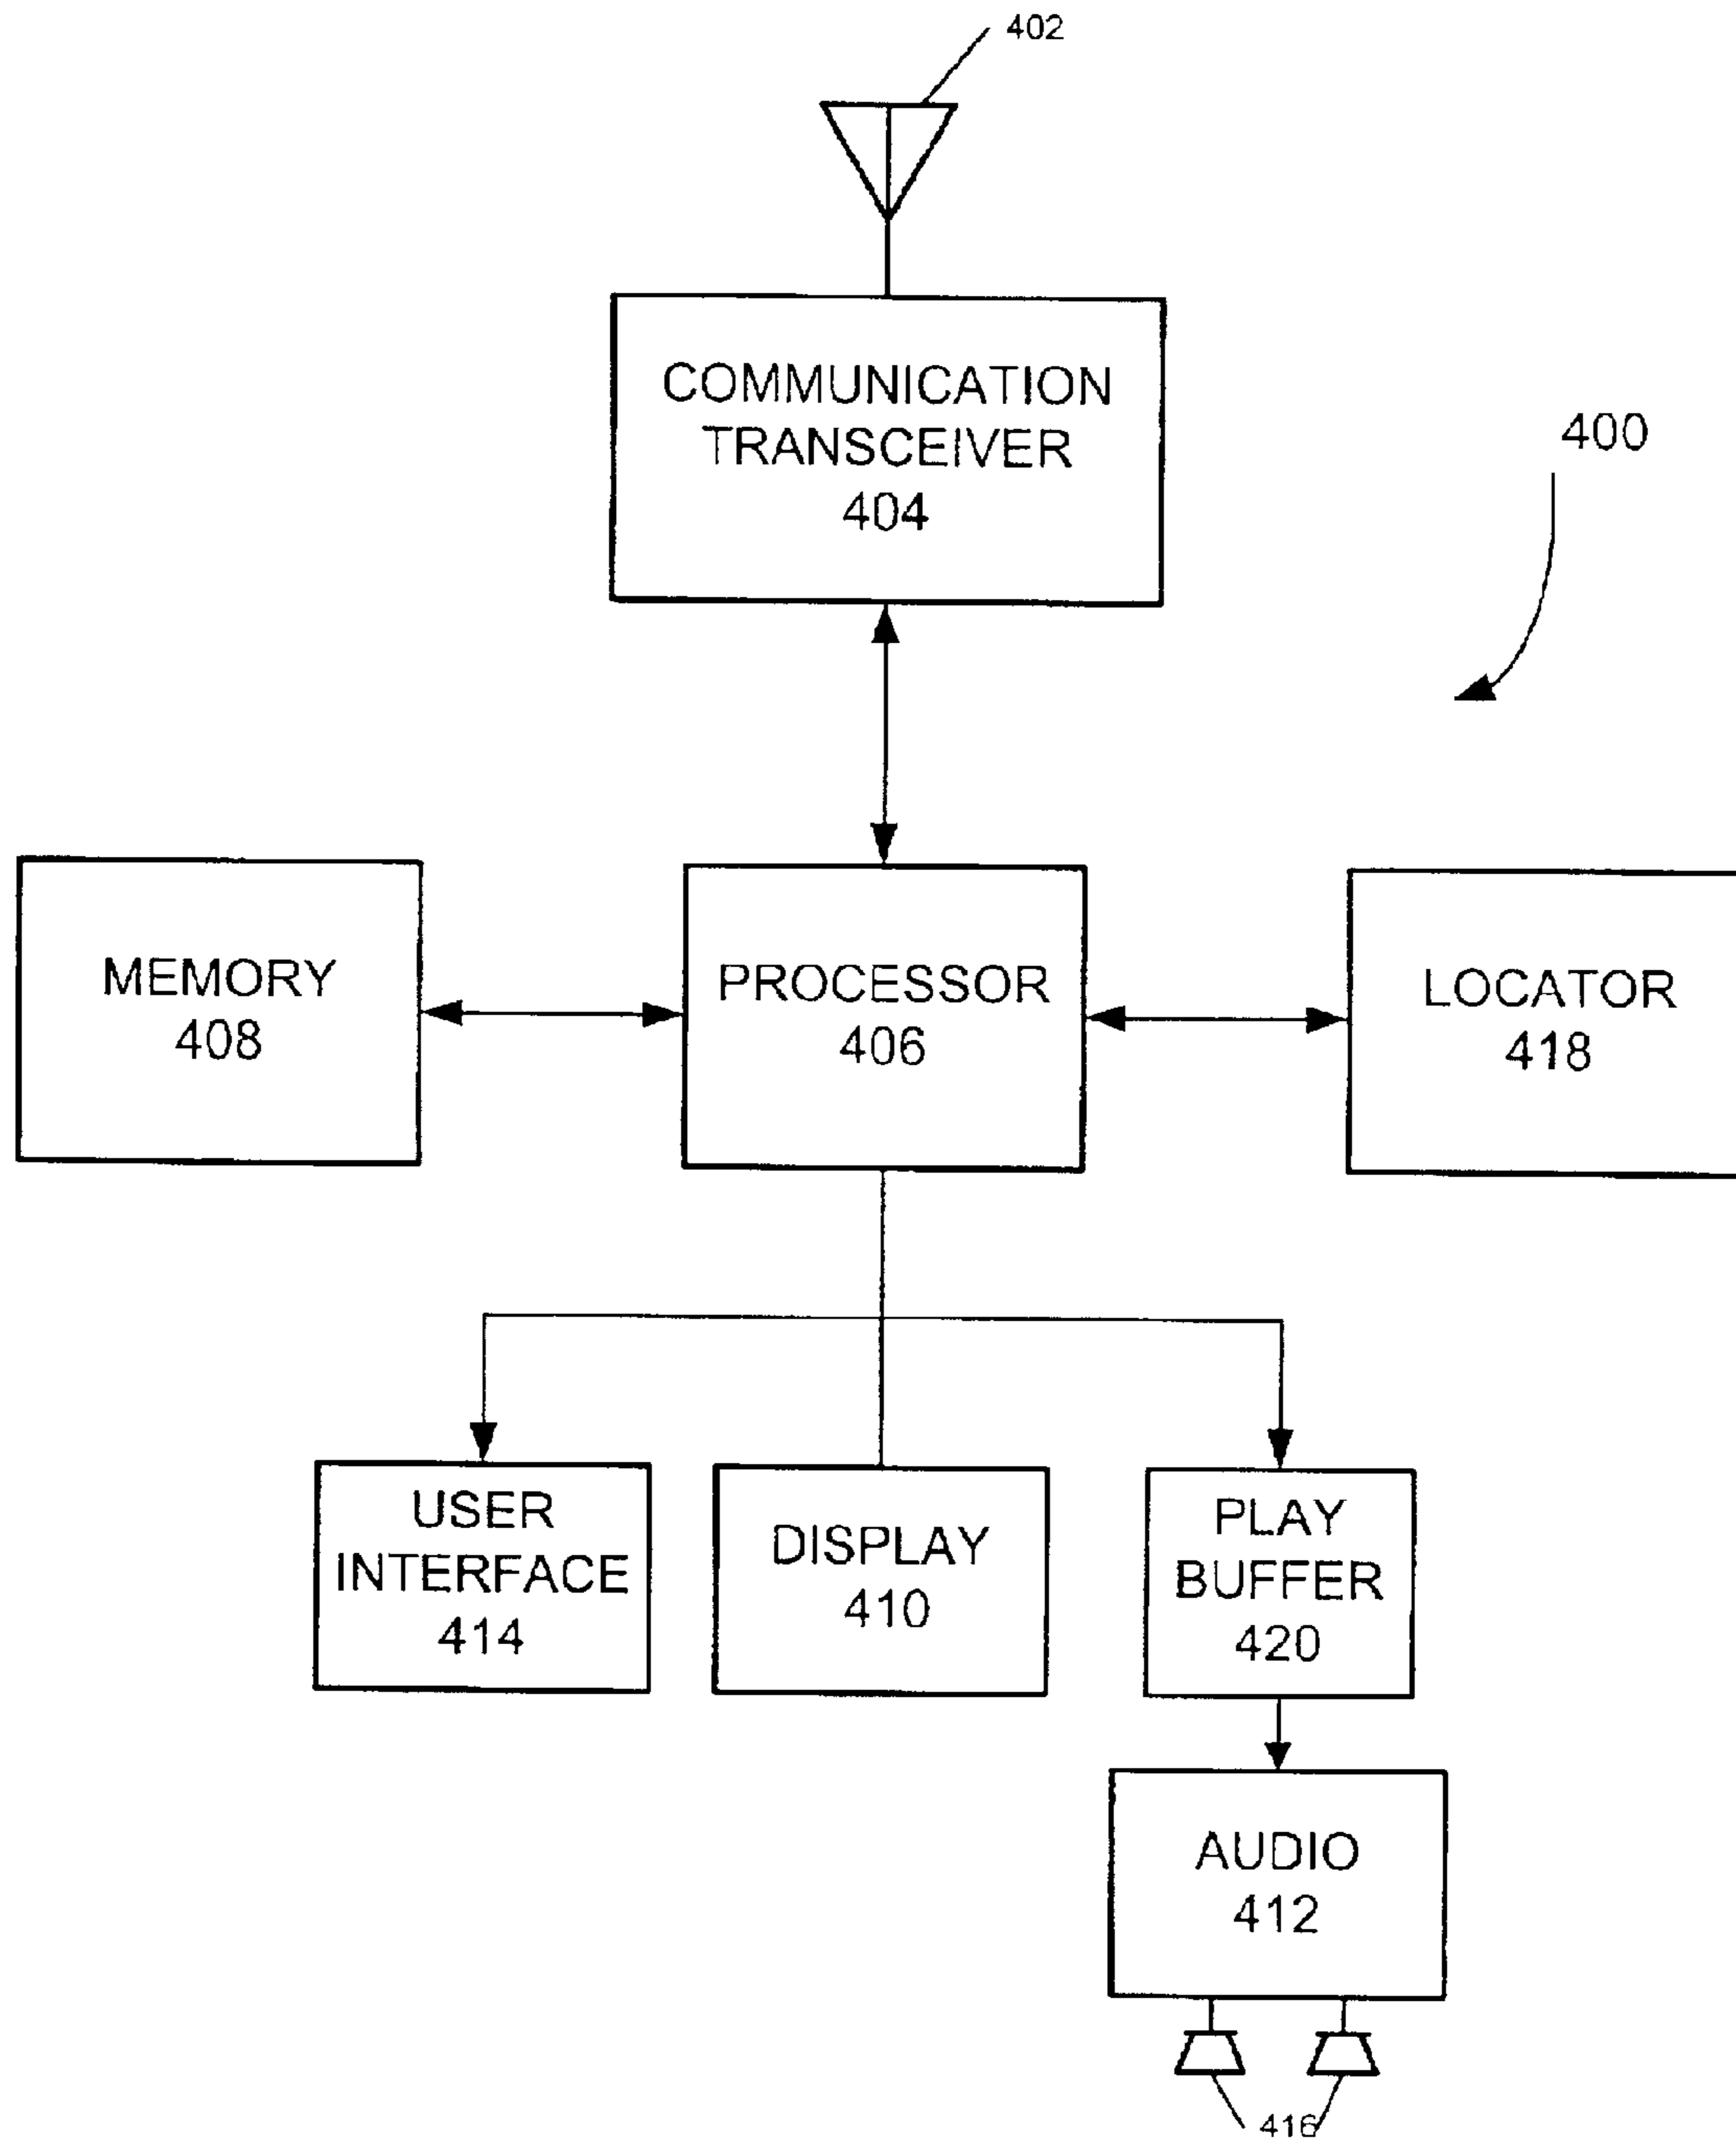 402
COMMUNICATION
TRANSCEIVER
404
400
MEMORY
408
PROCESSOR
406
LOCATOR
418
USER
INTERFACE
414
DISPLAY
410
PLAY
BUFFER
420
AUDIO
412
416